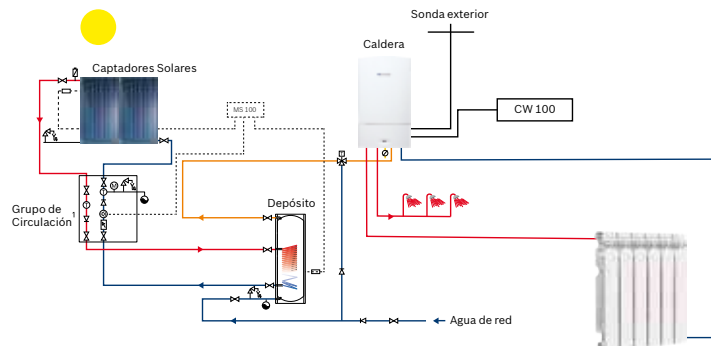 Sonda exterior
Caldera
Captadores Solares
MS 100
CW 100
Depósito
Grupo de
Circulación 1
Agua de red